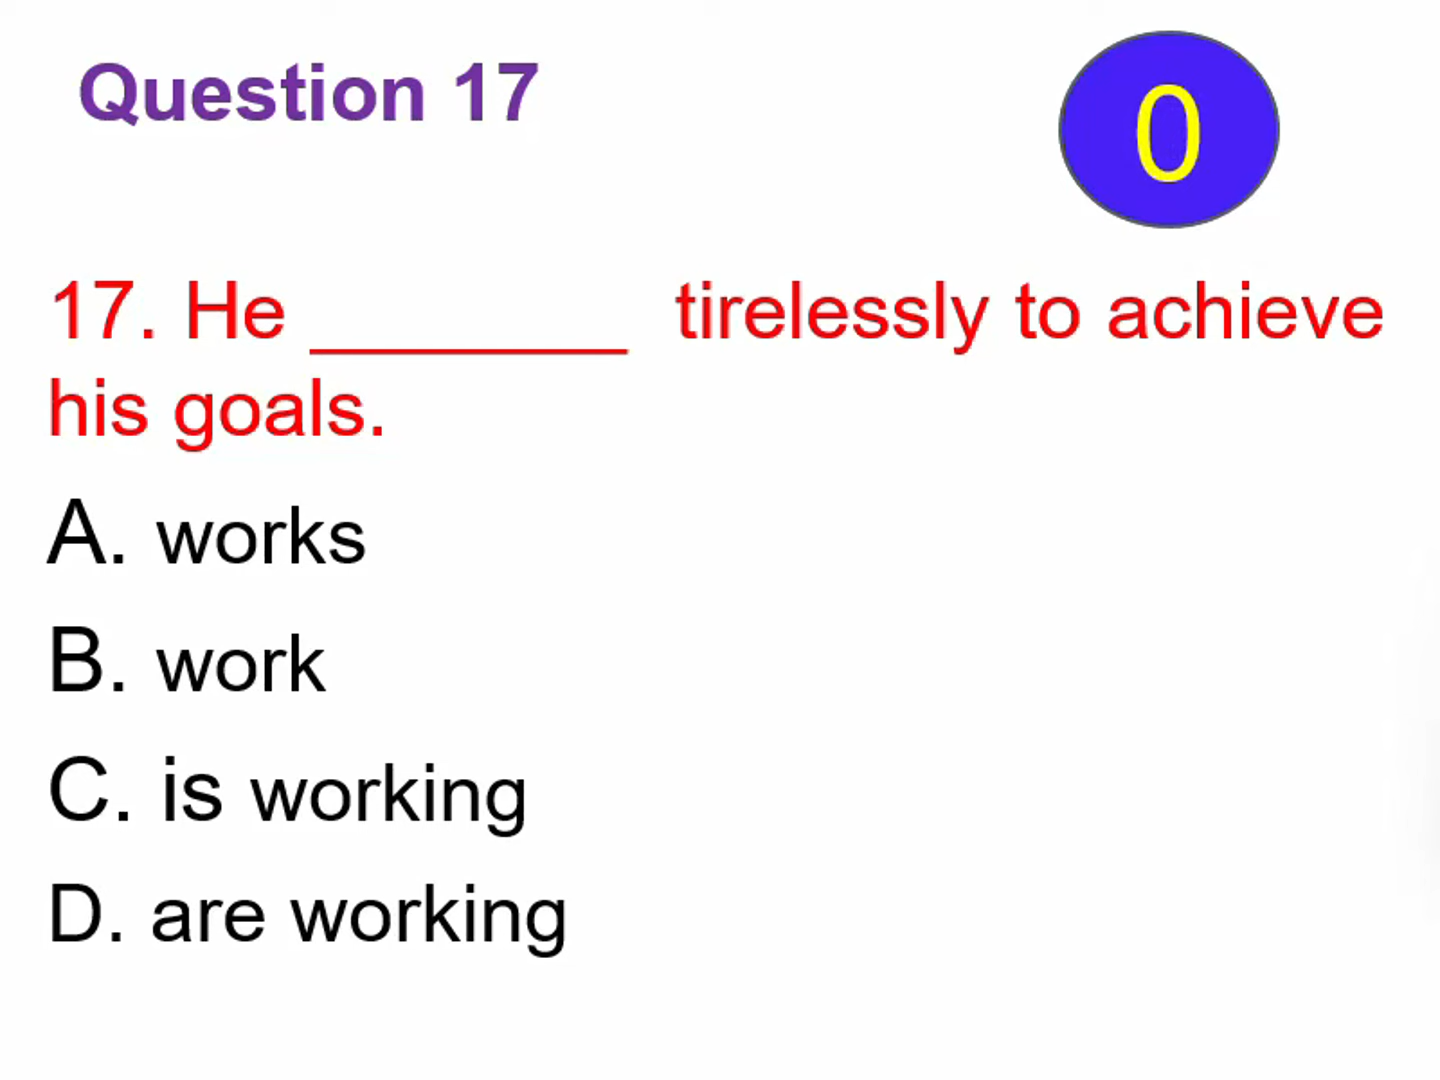 Question 17
0
17. He ________ tirelessly to achieve
his goals.
A. works
B. work
C. is working
D. are working